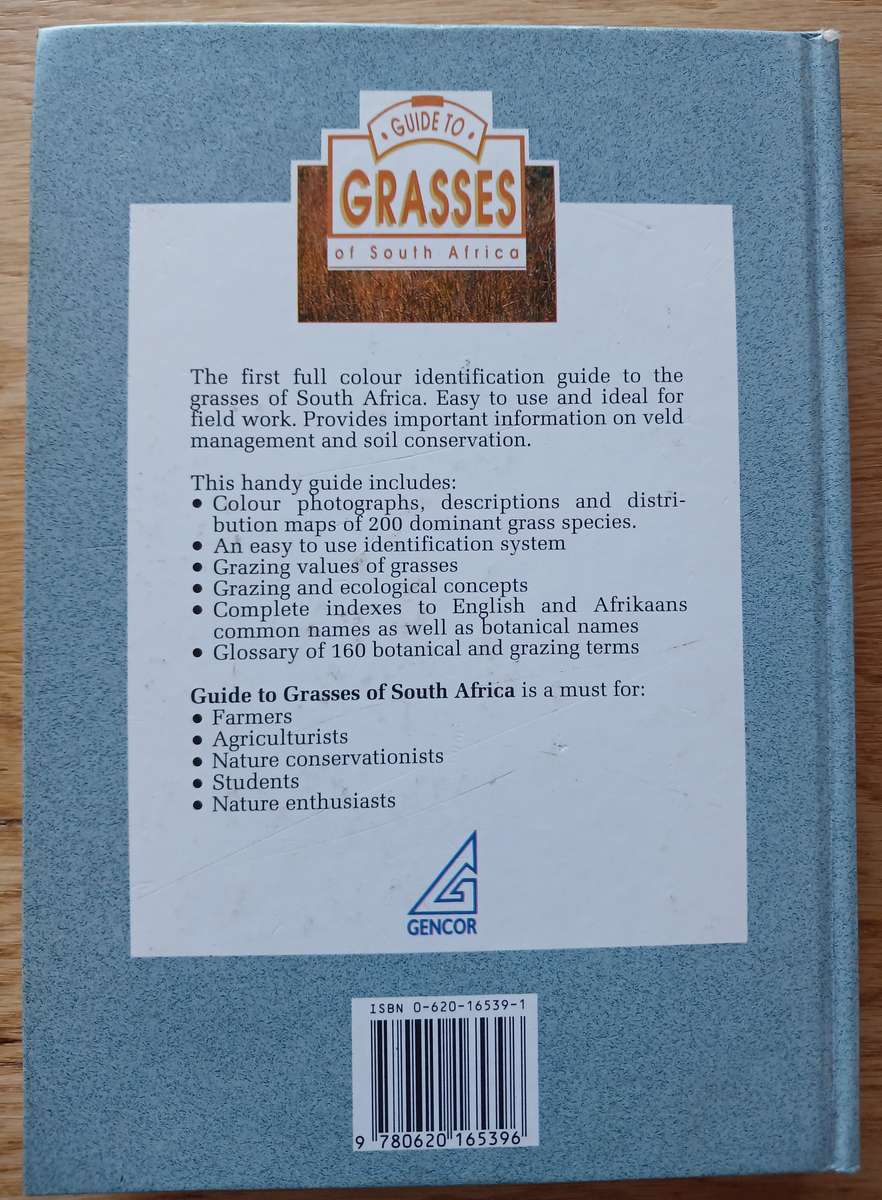 • GUIDE TO •
GRASSES
of South Africa
The first full colour identification guide to the
grasses of South Africa. Easy to use and ideal for
field work. Provides important information on veld
management and soil conservation.
This handy guide includes:
• Colour photographs, descriptions and distri-
bution maps of 200 dominant grass species.
• An easy to use identification system
• Grazing values of grasses
• Grazing and ecological concepts
• Complete indexes to English and Afrikaans
common names as well as botanical names
• Glossary of 160 botanical and grazing terms
Guide to Grasses of South Africa is a must for:
• Farmers
• Agriculturists
• Nature conservationists
• Students
• Nature enthusiasts
GENCOR
ISBN 0-620-16539-1
9 780620 165396